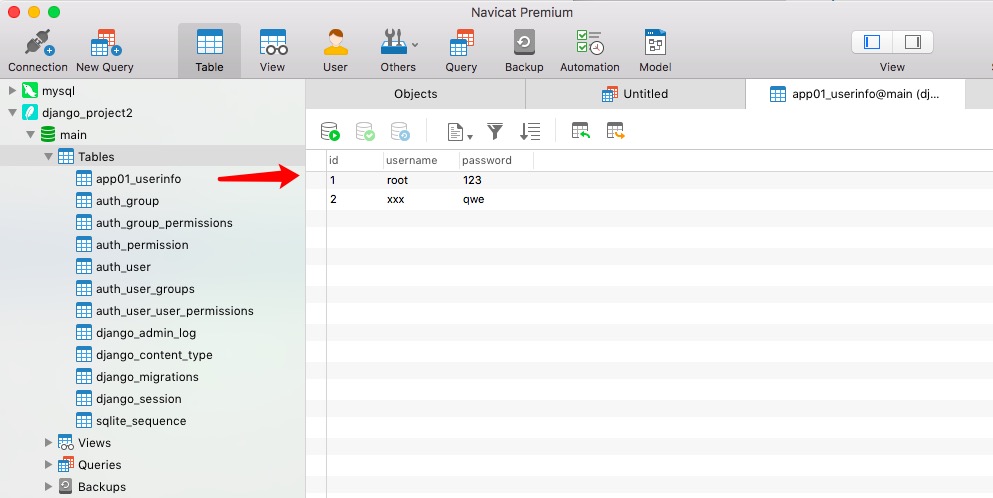 Navicat Premium
Connection New Query Table View User Others Query Backup Automation Model View
mysql
django_project2
main
Tables
app01_userinfo
auth_group
auth_group_permissions
auth_permission
auth_user
auth_user_groups
auth_user_user_permissions
django_admin_log
django_content_type
django_migrations
django_session
sqlite_sequence
Views
Queries
Backups
Objects Untitled app01_userinfo@main (dj...
id username password
1 root 123
2 xxx qwe